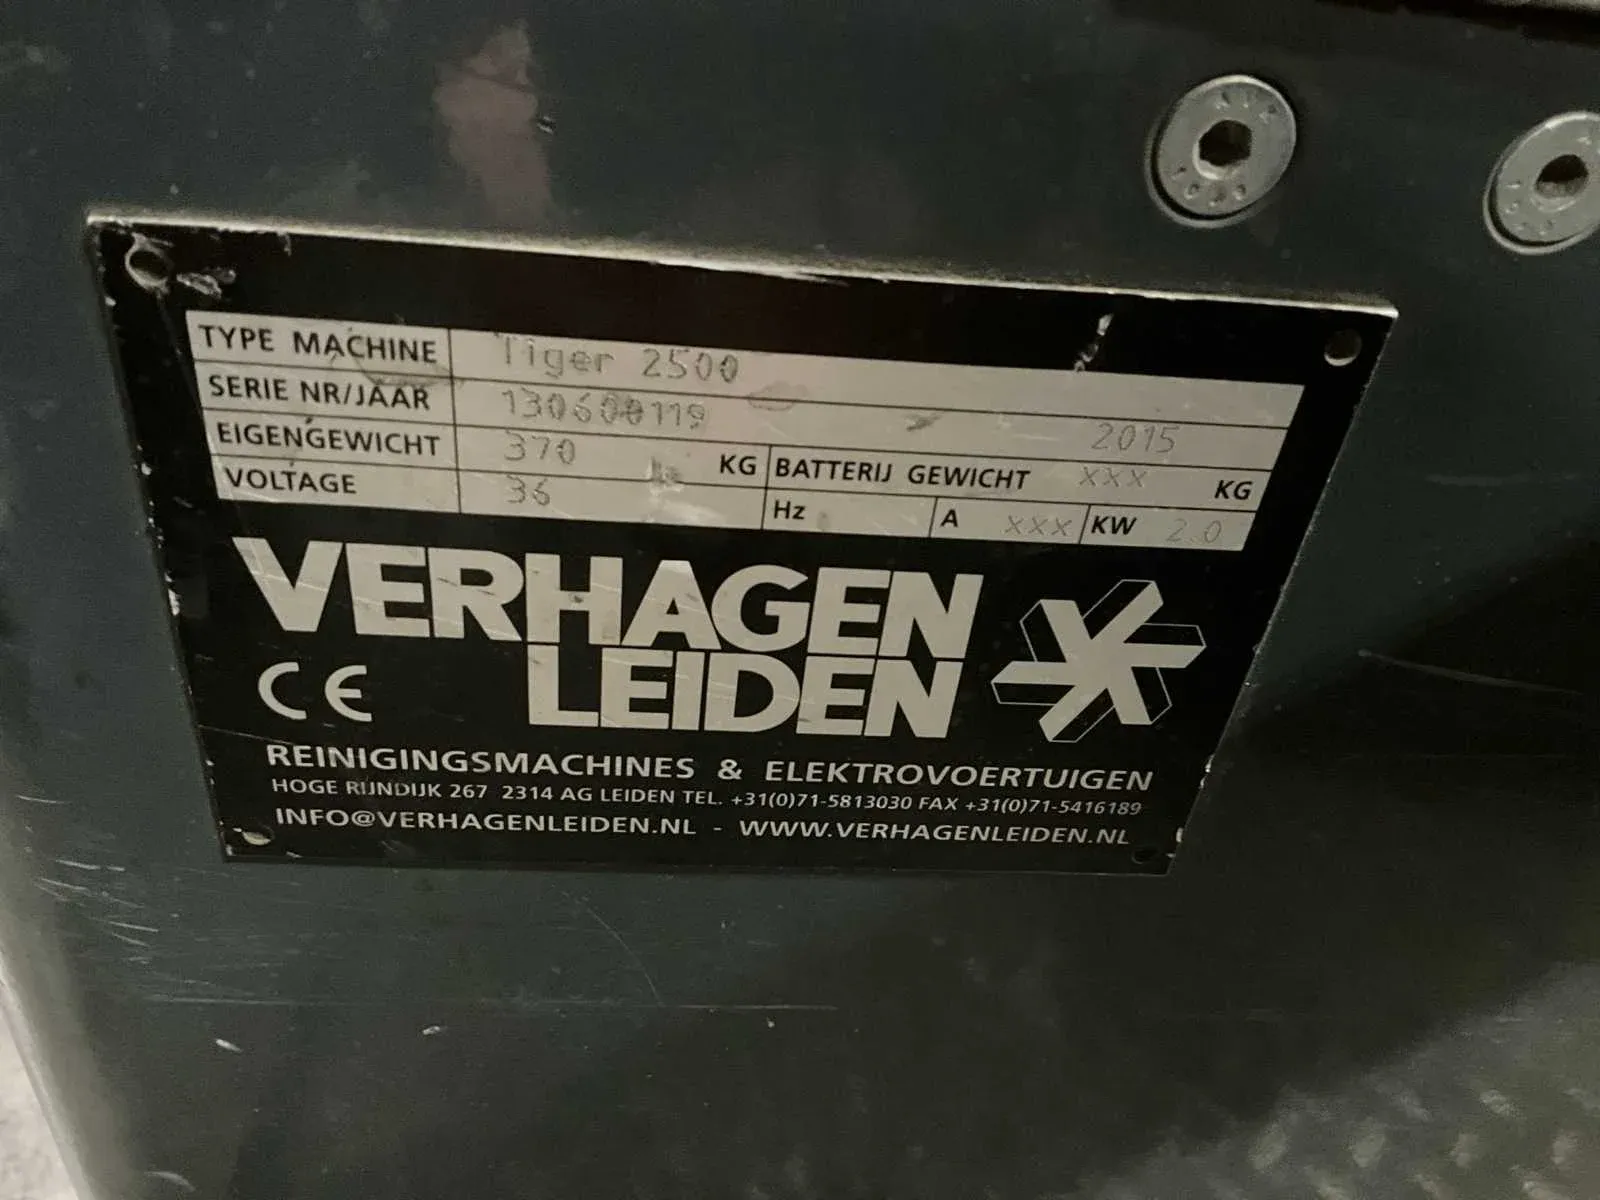 TYPE MACHINE Tiger 2500
SERIE NR/JAAR 130600119 2015
EIGENGEWICHT 370 KG BATTERIJ GEWICHT XXX KG
VOLTAGE 36 Hz A XXX KW 2.0
VERHAGEN
LEIDEN
CE
REINIGINGSMACHINES & ELEKTROVOERTUIGEN
HOGE RIJNDIJK 267 2314 AG LEIDEN TEL. +31(0)71-5813030 FAX +31(0)71-5416189
INFO@VERHAGENLEIDEN.NL - WWW.VERHAGENLEIDEN.NL